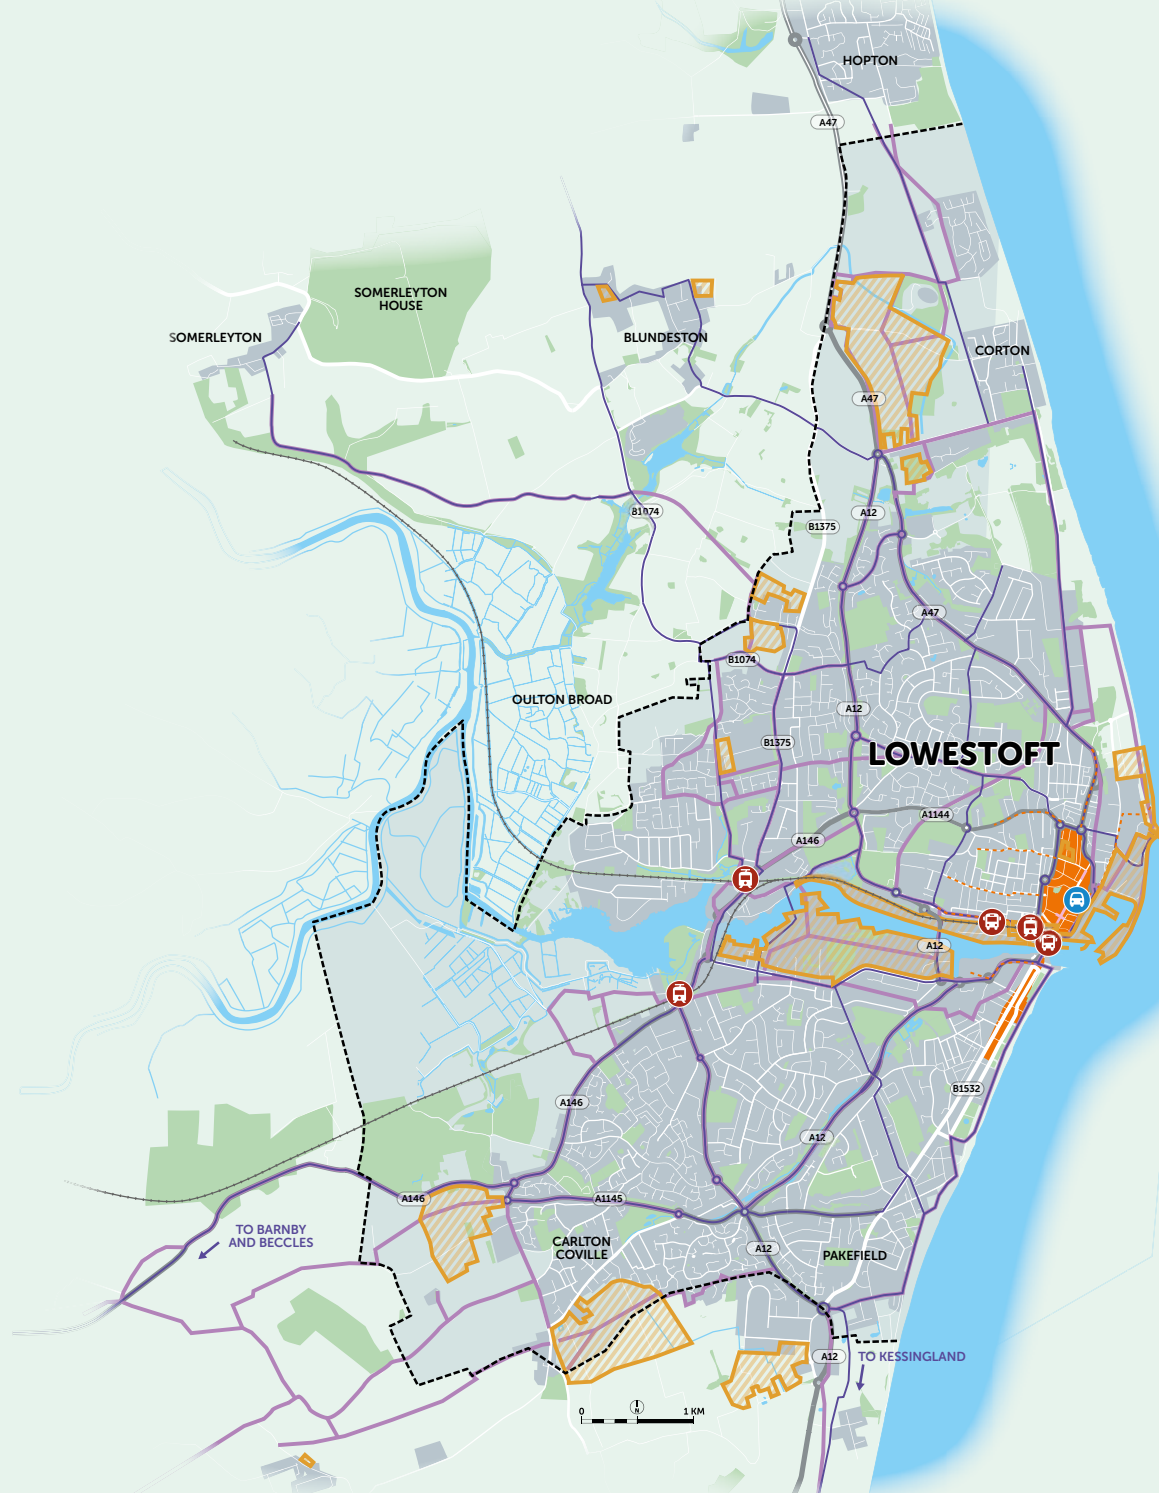 HOPTON
A47
SOMERLEYTON
HOUSE
SOMERLEYTON
BLUNDESTON
CORTON
A47
B1074
A12
B1375
A47
B1074
OULTON BROAD
A12
B1375
LOWESTOFT
A1144
A146
A12
B1532
A146
A12
A146
A1145
TO BARNBY
AND BECCLES
CARLTON
COVILLE
A12
PAKEFIELD
A12
TO KESSINGLAND
0
N
1 KM